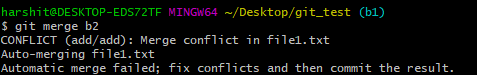 harshit@DESKTOP-EDS72TF MINGW64 ~/Desktop/git_test (b1)
$ git merge b2
CONFLICT (add/add): Merge conflict in file1.txt
Auto-merging file1.txt
Automatic merge failed; fix conflicts and then commit the result.